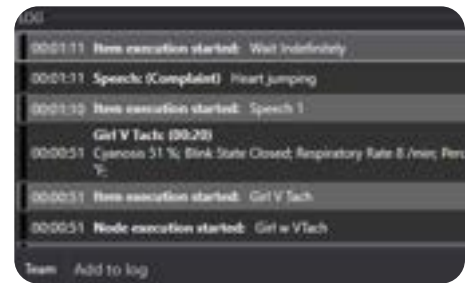 LOG
00:01:11 Item execution started: Wait Indefinitely
00:01:11 Speech: (Complaint) Heart jumping
00:01:10 Item execution started: Speech 1
Girl V Tach: (00:20)
00:00:51 Cyanosis 51 %; Blink State Closed; Respiratory Rate 8 /min;
00:00:51 Item execution started: Girl V Tach
00:00:51 Node execution started: Girl w VTach
Team Add to log